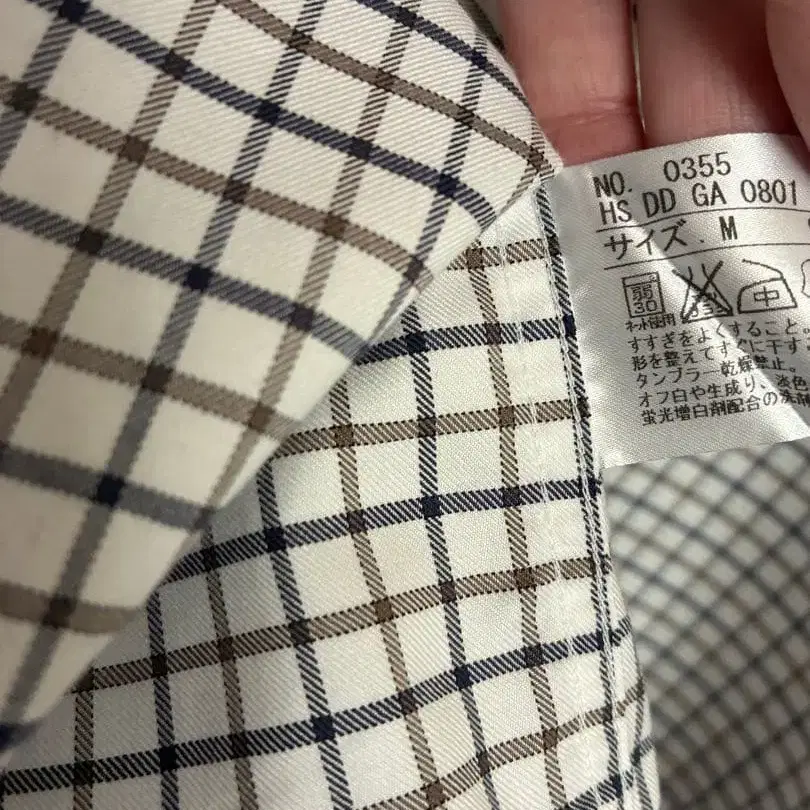 NO. 0355
HS DD GA 0801
サイズ. M
弱 30 中
ネット使用
すすぎをよくすること。
形を整えてすぐに干す
タンブラー乾燥禁止。
オフ白や生成り、淡色
蛍光増白剤配合の洗剤